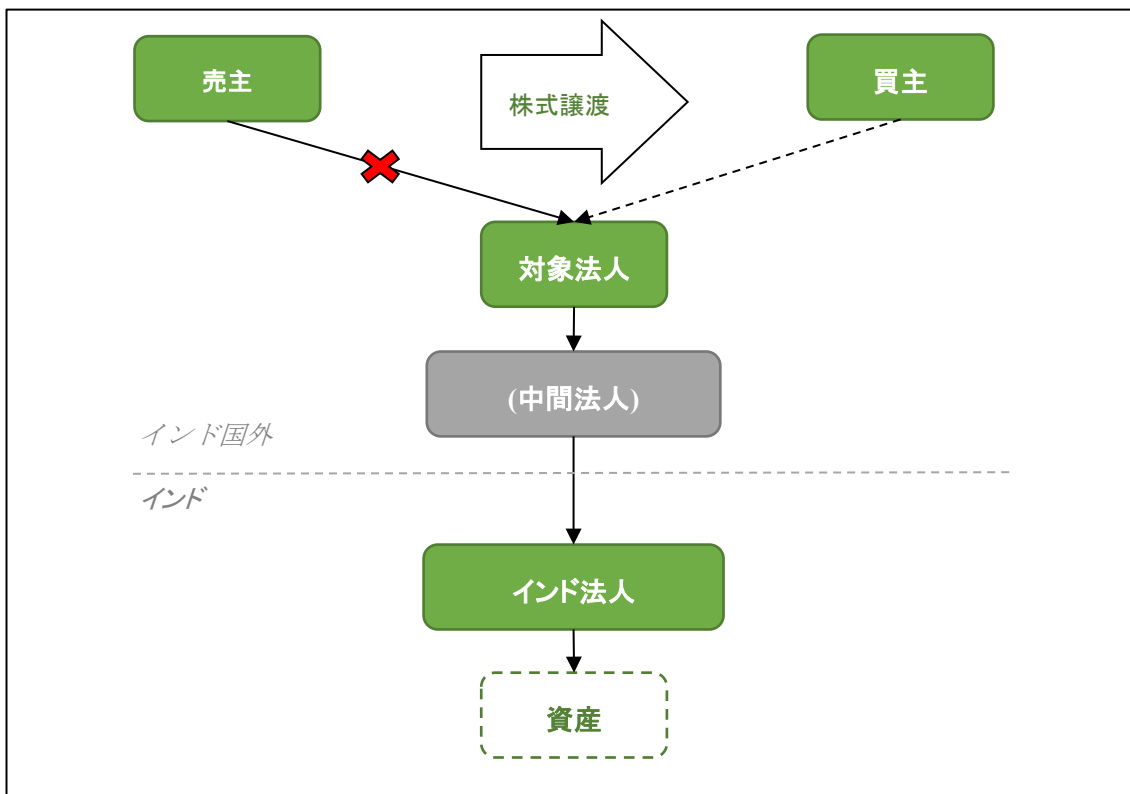 売主
株式譲渡
買主
対象法人
(中間法人)
インド国外
インド
インド法人
資産